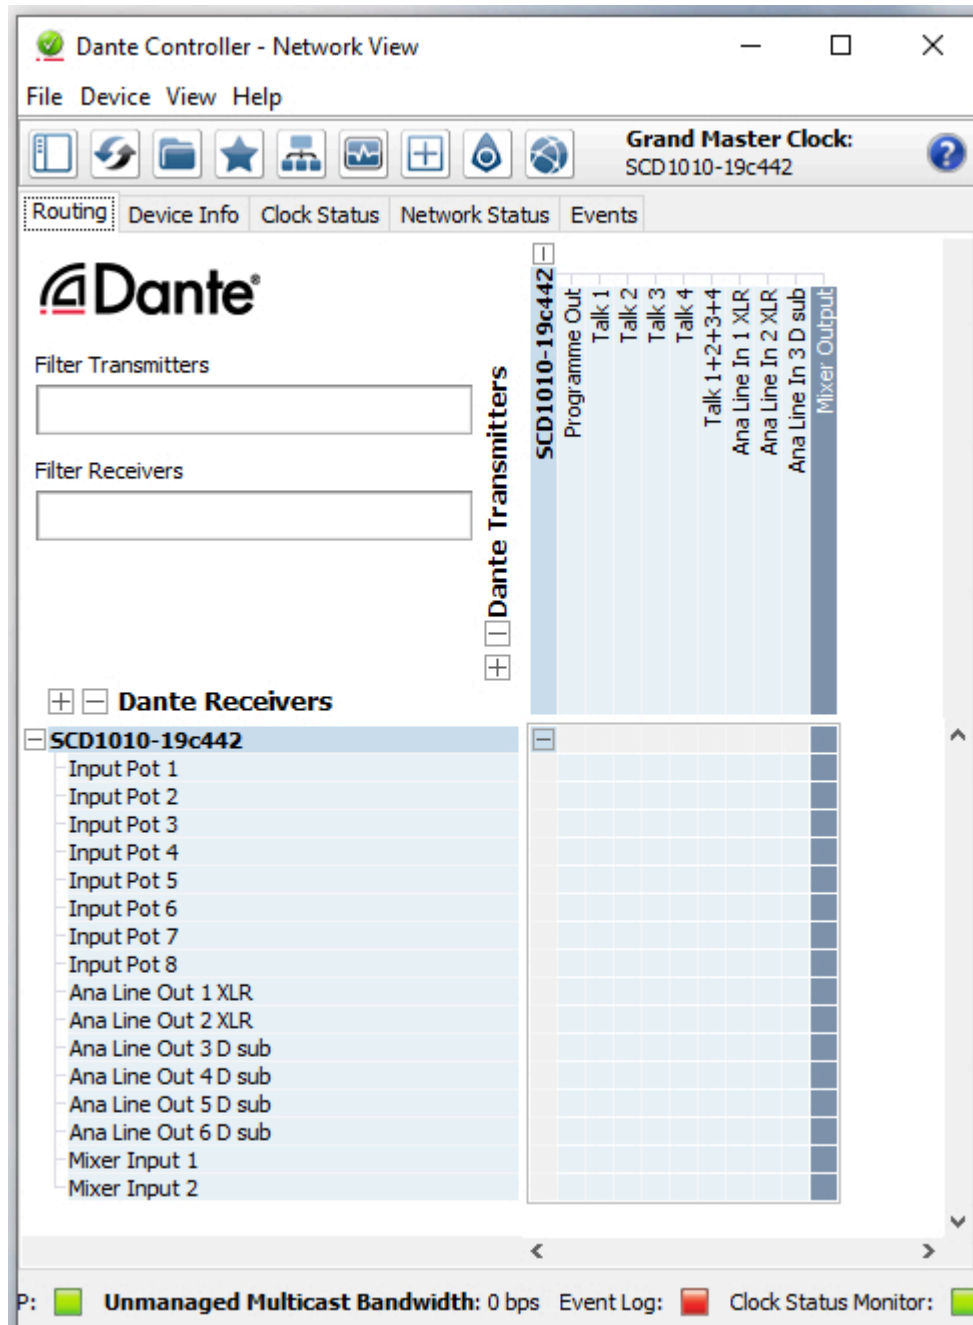 Dante Controller - Network View
File Device View Help
Grand Master Clock:
SCD1010-19c442
Routing Device Info Clock Status Network Status Events
Dante®
Filter Transmitters
Filter Receivers
Dante Transmitters
SCD1010-19c442
Programme Out
Talk 1
Talk 2
Talk 3
Talk 4
Talk 1+2+3+4
Ana Line In 1 XLR
Ana Line In 2 XLR
Ana Line In 3 D sub
Mixer Output
Dante Receivers
SCD1010-19c442
Input Pot 1
Input Pot 2
Input Pot 3
Input Pot 4
Input Pot 5
Input Pot 6
Input Pot 7
Input Pot 8
Ana Line Out 1 XLR
Ana Line Out 2 XLR
Ana Line Out 3 D sub
Ana Line Out 4 D sub
Ana Line Out 5 D sub
Ana Line Out 6 D sub
Mixer Input 1
Mixer Input 2
P: Unmanaged Multicast Bandwidth: 0 bps Event Log: Clock Status Monitor: